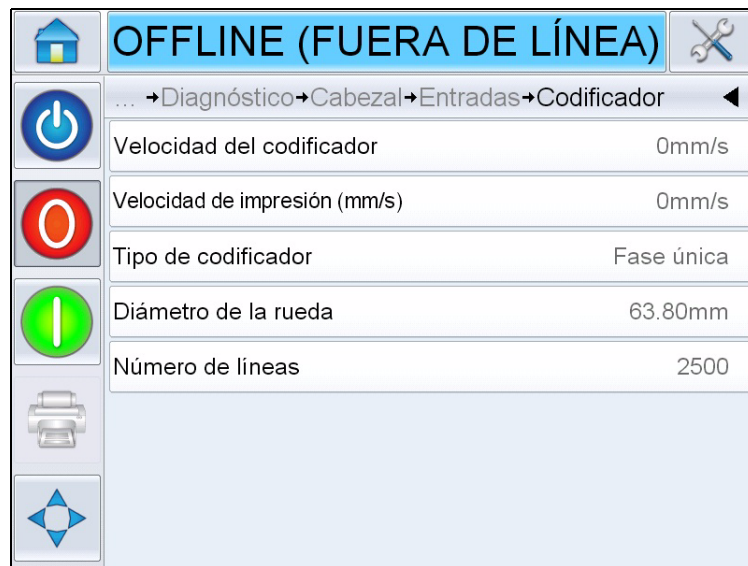 OFFLINE (FUERA DE LÍNEA)
... →Diagnóstico→Cabezal→Entradas→Codificador
Velocidad del codificador 0mm/s
Velocidad de impresión (mm/s) 0mm/s
Tipo de codificador Fase única
Diámetro de la rueda 63.80mm
Número de líneas 2500